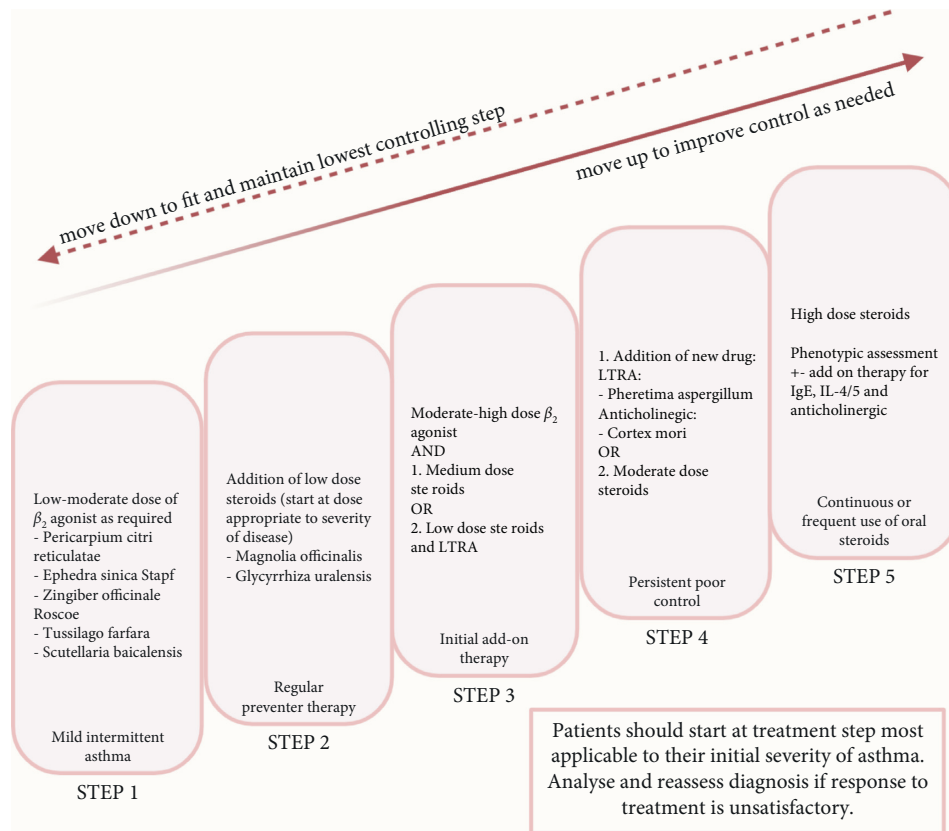 move down to fit and maintain lowest controlling step
move up to improve control as needed
Low-moderate dose of
β₂ agonist as required
- Pericarpium citri
reticulatae
- Ephedra sinica Stapf
- Zingiber officinale
Roscoe
- Tussilago farfara
- Scutellaria baicalensis
Mild intermittent
asthma
STEP 1
Addition of low dose
steroids (start at dose
appropriate to severity
of disease)
- Magnolia officinalis
- Glycyrrhiza uralensis
Regular
preventer therapy
STEP 2
Moderate-high dose β₂
agonist
AND
1. Medium dose
ste roids
OR
2. Low dose ste roids
and LTRA
Initial add-on
therapy
STEP 3
1. Addition of new drug:
LTRA:
- Pheretima aspergillum
Anticholinegic:
- Cortex mori
OR
2. Moderate dose
steroids
Persistent poor
control
STEP 4
High dose steroids
Phenotypic assessment
+- add on therapy for
IgE, IL-4/5 and
anticholinergic
Continuous or
frequent use of oral
steroids
STEP 5
Patients should start at treatment step most
applicable to their initial severity of asthma.
Analyse and reassess diagnosis if response to
treatment is unsatisfactory.